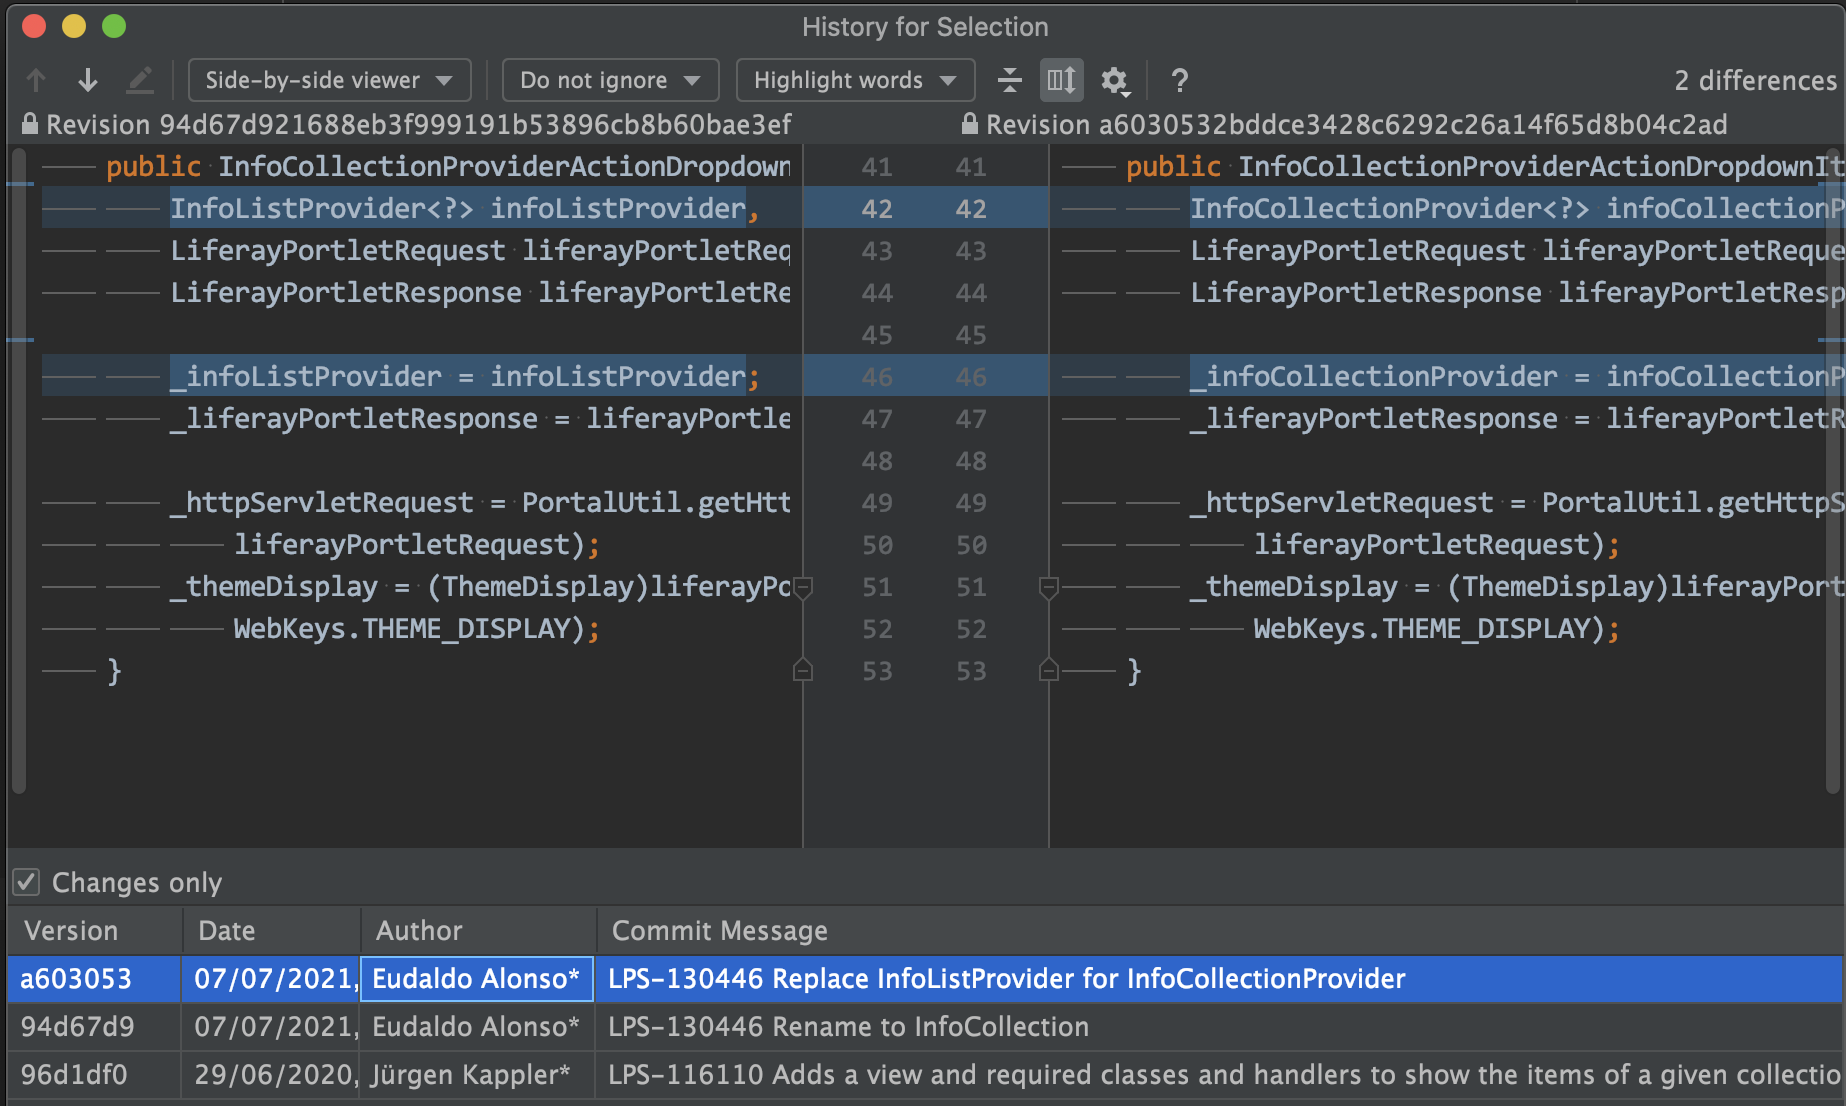 History for Selection
Side-by-side viewer Do not ignore Highlight words ? 2 differences
Revision 94d67d921688eb3f999191b53896cb8b60bae3ef Revision a6030532bddce3428c6292c26a14f65d8b04c2ad
public InfoCollectionProviderActionDropdown 41 41 public InfoCollectionProviderActionDropdownIt
InfoListProvider<?> infoListProvider, 42 42 InfoCollectionProvider<?> infoCollectionP
LiferayPortletRequest liferayPortletReq 43 43 LiferayPortletRequest liferayPortletReque
LiferayPortletResponse liferayPortletRe 44 44 LiferayPortletResponse liferayPortletResp
45 45
_infoListProvider = infoListProvider; 46 46 _infoCollectionProvider = infoCollectionP
_liferayPortletResponse = liferayPortle 47 47 _liferayPortletResponse = liferayPortletR
48 48
_httpServletRequest = PortalUtil.getHtt 49 49 _httpServletRequest = PortalUtil.getHttpS
liferayPortletRequest); 50 50 liferayPortletRequest);
_themeDisplay = (ThemeDisplay)liferayPo 51 51 _themeDisplay = (ThemeDisplay)liferayPort
WebKeys.THEME_DISPLAY); 52 52 WebKeys.THEME_DISPLAY);
} 53 53 }
Changes only
Version Date Author Commit Message
a603053 07/07/2021, Eudaldo Alonso* LPS-130446 Replace InfoListProvider for InfoCollectionProvider
94d67d9 07/07/2021, Eudaldo Alonso* LPS-130446 Rename to InfoCollection
96d1df0 29/06/2020, Jürgen Kappler* LPS-116110 Adds a view and required classes and handlers to show the items of a given collectio